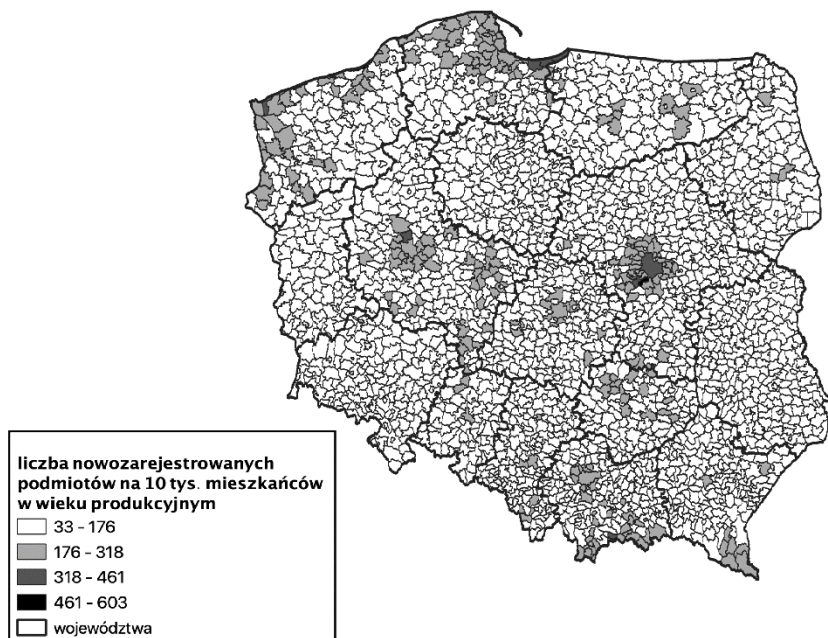 liczba nowozarejestrowanych
podmiotów na 10 tys. mieszkańców
w wieku produkcyjnym
33 - 176
176 - 318
318 - 461
461 - 603
województwa